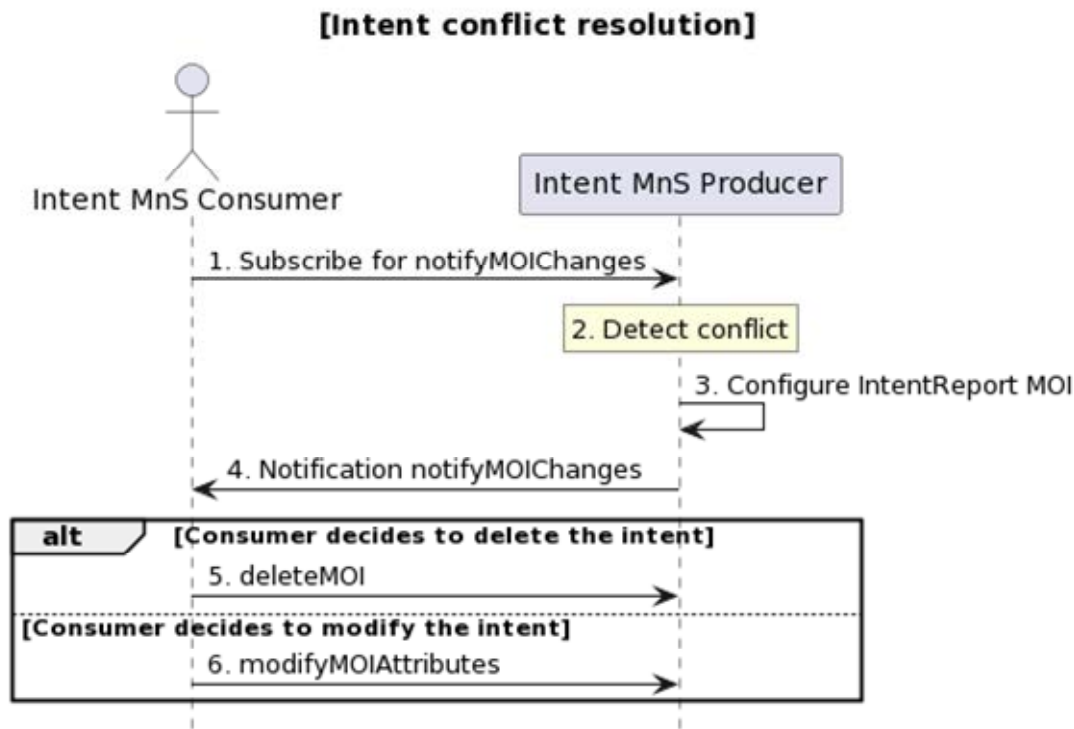 [Intent conflict resolution]
Intent MnS Consumer
Intent MnS Producer
1. Subscribe for notifyMOIChanges
2. Detect conflict
3. Configure IntentReport MOI
4. Notification notifyMOIChanges
alt [Consumer decides to delete the intent]
5. deleteMOI
[Consumer decides to modify the intent]
6. modifyMOIAttributes